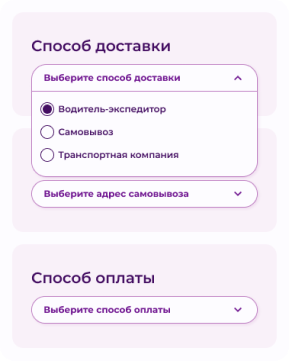 Способ доставки
Выберите способ доставки
Водитель-экспедитор
Самовывоз
Транспортная компания
Выберите адрес самовывоза
Способ оплаты
Выберите способ оплаты